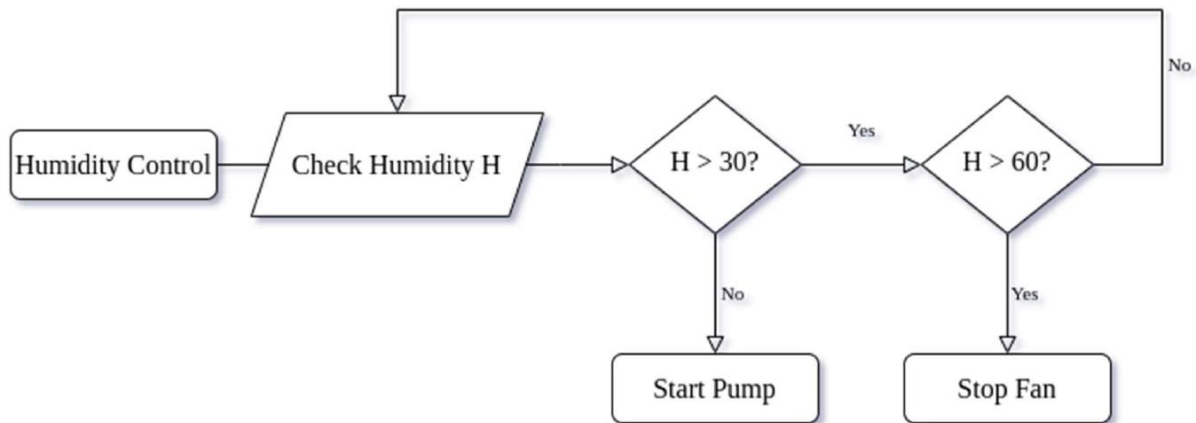 No
Humidity Control
Check Humidity H
H > 30?
Yes
H > 60?
No
Yes
Start Pump
Stop Fan